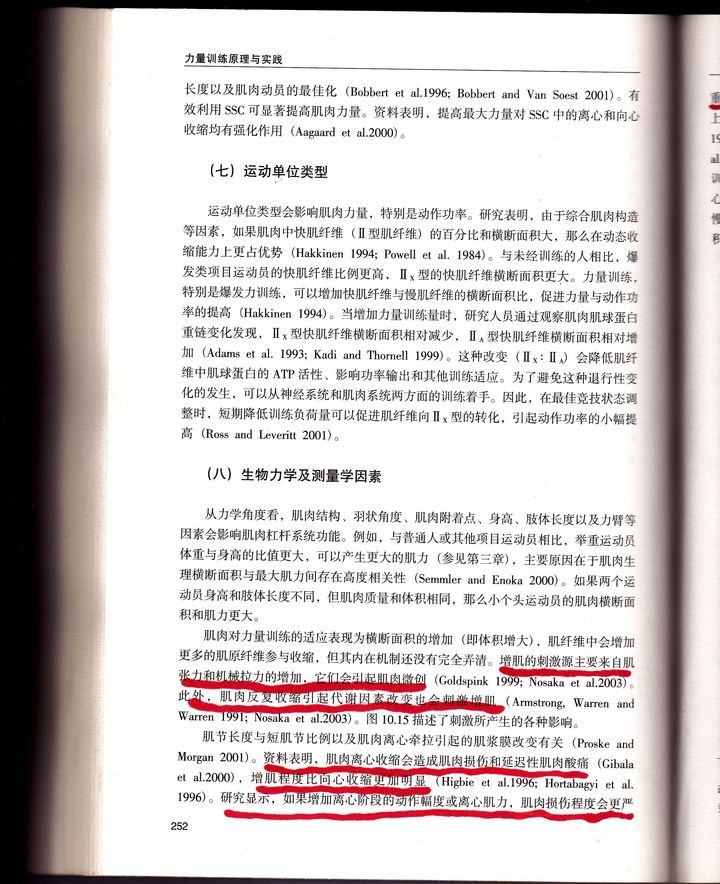 力量训练原理与实践
长度以及肌肉动员的最佳化（Bobbert et al.1996; Bobbert and Van Soest 2001）。有
效利用 SSC 可显著提高肌肉力量。资料表明，提高最大力量对 SSC 中的离心和向心
收缩均有强化作用（Aagaard et al.2000）。
（七）运动单位类型
运动单位类型会影响肌肉力量，特别是动作功率。研究表明，由于综合肌肉构造
等因素，如果肌肉中快肌纤维（Ⅱ型肌纤维）的百分比和横断面积大，那么在动态收
缩能力上更占优势（Hakkinen 1994; Powell et al. 1984）。与未经训练的人相比，爆
发类项目运动员的快肌纤维比例更高，ⅡX型的快肌纤维横断面积更大。力量训练，
特别是爆发力训练，可以增加快肌纤维与慢肌纤维的横断面积比，促进力量与动作功
率的提高（Hakkinen 1994）。当增加力量训练量时，研究人员通过观察肌肉肌球蛋白
重链变化发现，ⅡX型快肌纤维横断面积相对减少，ⅡA型快肌纤维横断面积相对增
加（Adams et al. 1993; Kadi and Thornell 1999）。这种改变（ⅡX：ⅡA）会降低肌纤
维中肌球蛋白的 ATP 活性、影响功率输出和其他训练适应。为了避免这种退行性变
化的发生，可以从神经系统和肌肉系统两方面的训练着手。因此，在最佳竞技状态调
整时，短期降低训练负荷量可以促进肌纤维向ⅡX型的转化，引起动作功率的小幅提
高（Ross and Leveritt 2001）。
（八）生物力学及测量学因素
从力学角度看，肌肉结构、羽状角度、肌肉附着点、身高、肢体长度以及力臂等
因素会影响肌肉杠杆系统功能。例如，与普通人或其他项目运动员相比，举重运动员
体重与身高的比值更大，可以产生更大的肌力（参见第三章），主要原因在于肌肉生
理横断面积与最大肌力间存在高度相关性（Semmler and Enoka 2000）。如果两个运
动员身高和肢体长度不同，但肌肉质量和体积相同，那么小个头运动员的肌肉横断面
积和肌力更大。
肌肉对力量训练的适应表现为横断面积的增加（即体积增大），肌纤维中会增加
更多的肌原纤维参与收缩，但其内在机制还没有完全弄清。增肌的刺激源主要来自肌
张力和机械拉力的增加，它们会引起肌肉微创（Goldspink 1999; Nosaka et al.2003）。
此外，肌肉反复收缩引起代谢因素改变也会刺激增肌（Armstrong, Warren and
Warren 1991; Nosaka et al.2003）。图 10.15 描述了刺激所产生的各种影响。
肌节长度与短肌节比例以及肌肉离心牵拉引起的肌浆膜改变有关（Proske and
Morgan 2001）。资料表明，肌肉离心收缩会造成肌肉损伤和延迟性肌肉酸痛（Gibala
et al.2000），增肌程度比向心收缩更加明显（Higbie et al.1996; Hortabagyi et al.
1996）。研究显示，如果增加离心阶段的动作幅度或离心肌力，肌肉损伤程度会更严
252
重
上
19
al
训
心
慢
积